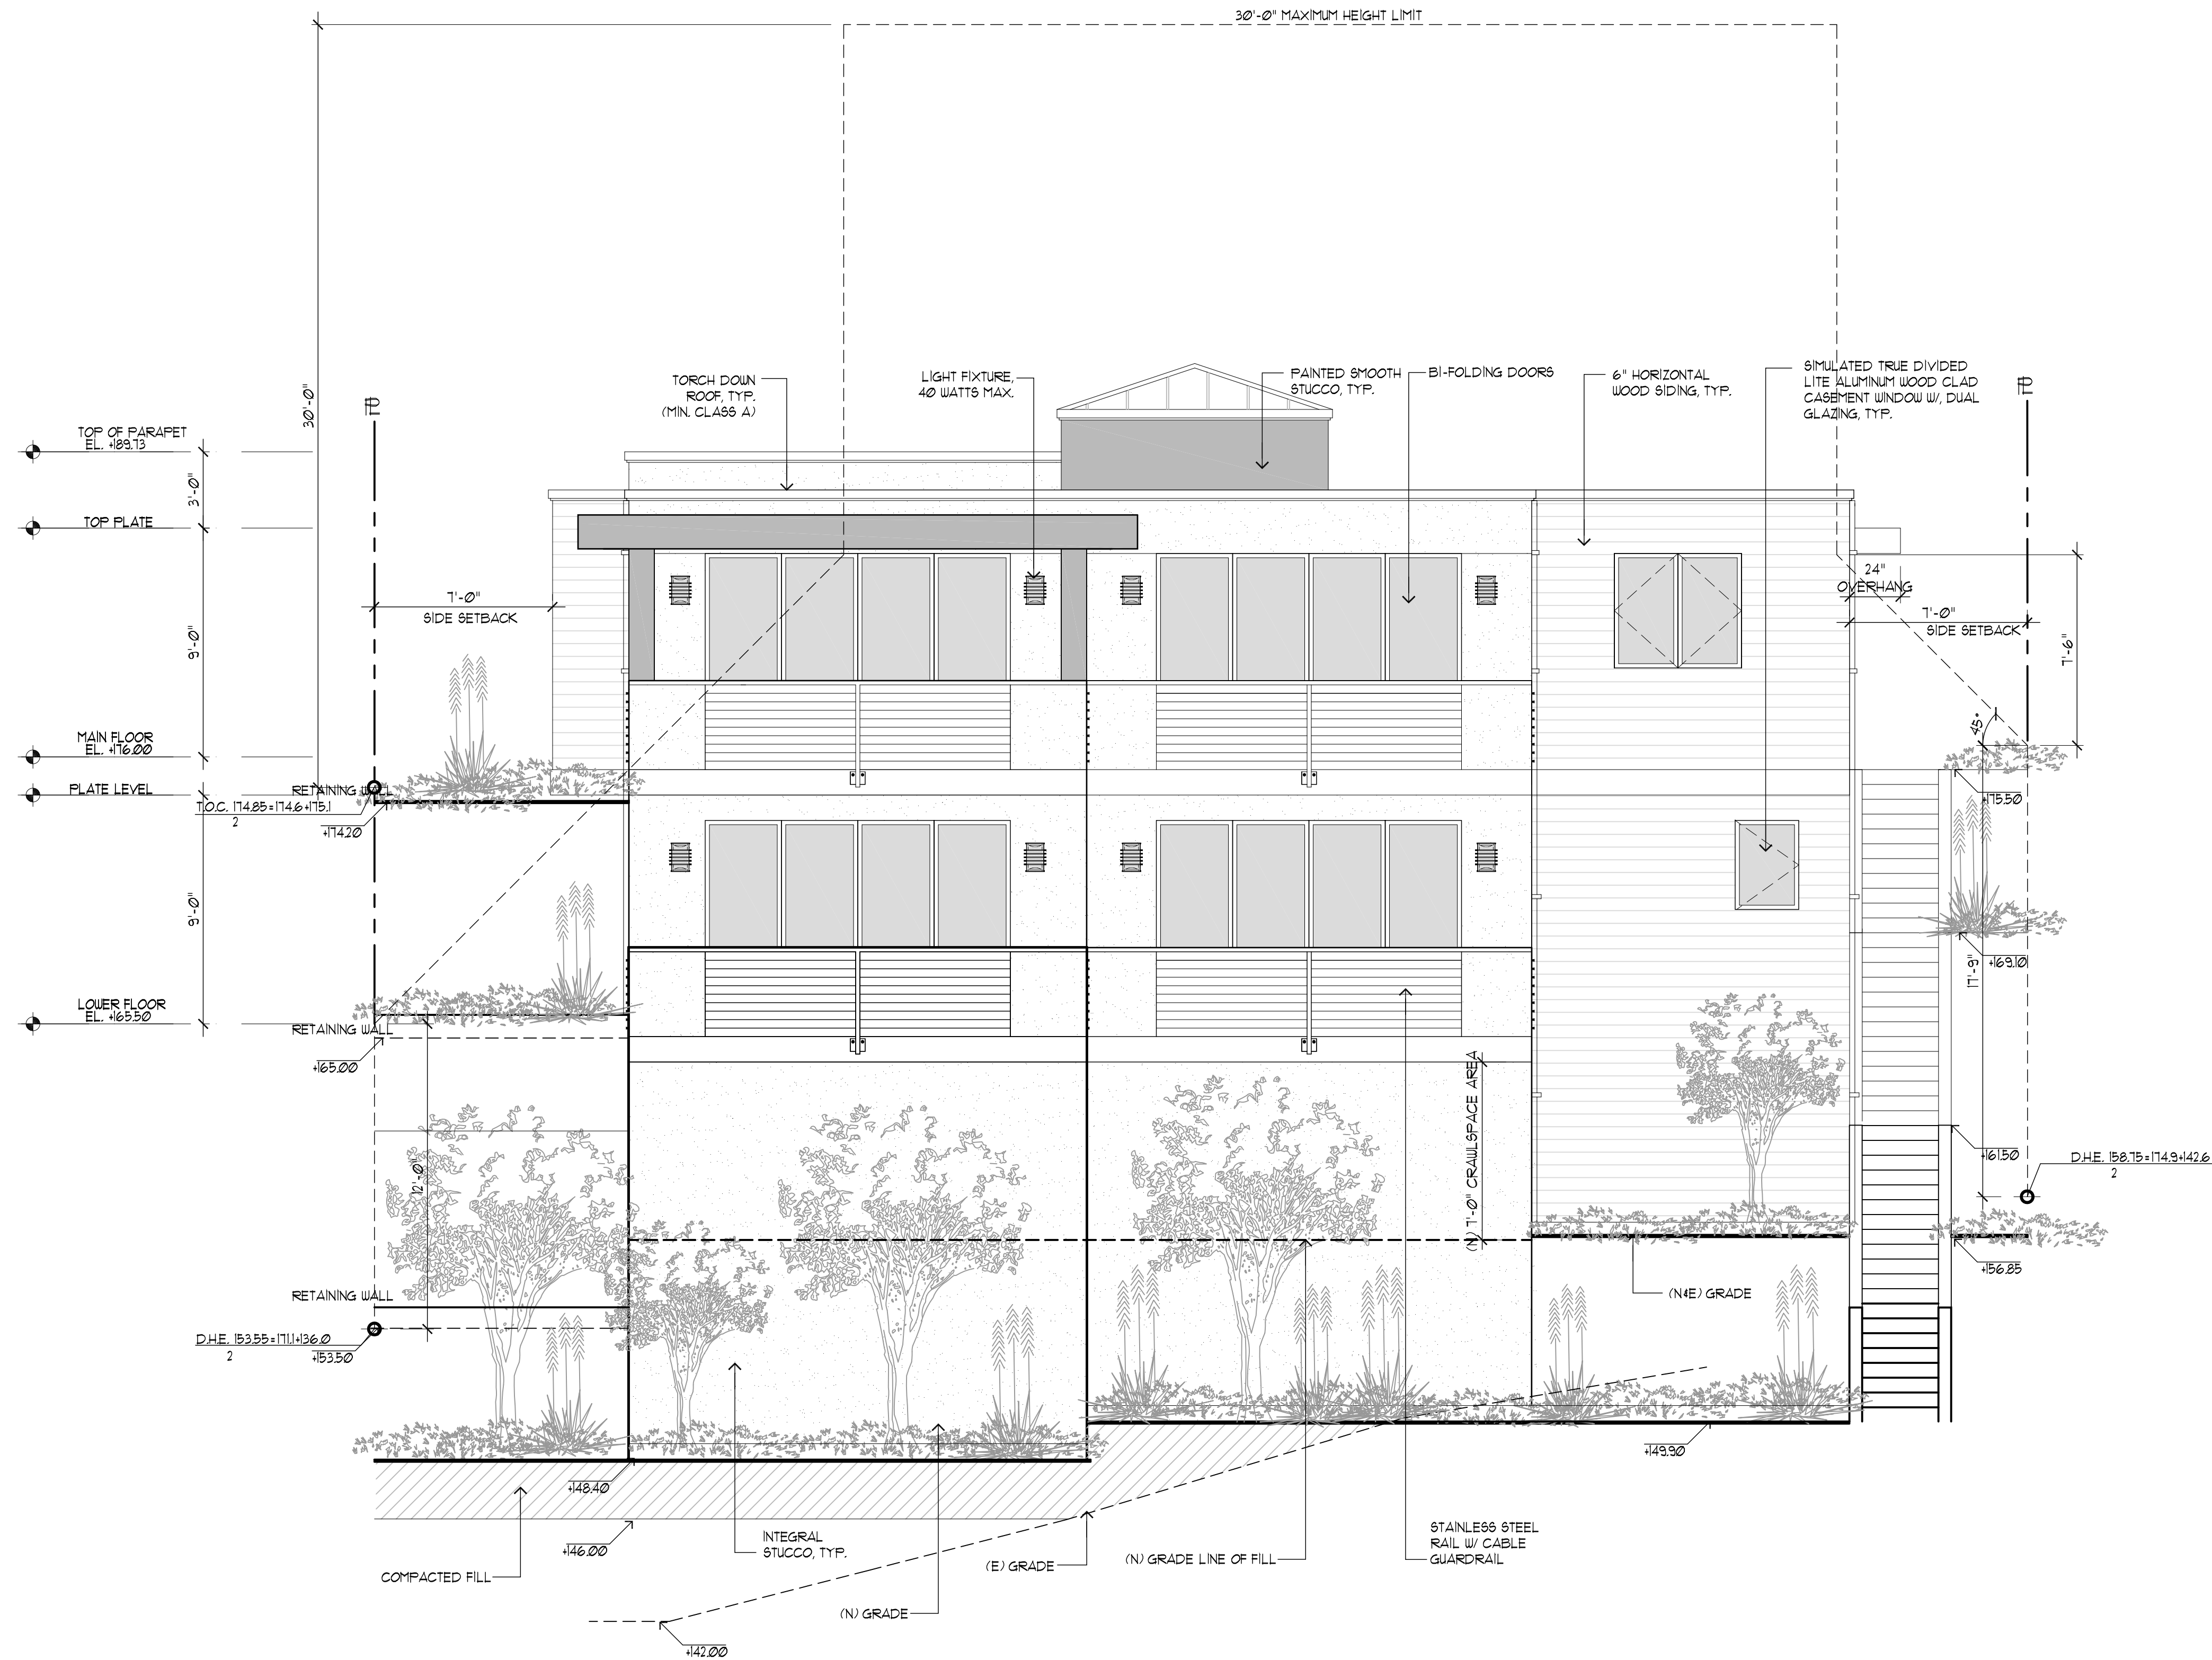 30'-0" MAXIMUM HEIGHT LIMIT
30'-0"
TORCH DOWN
ROOF, TYP.
(MIN. CLASS A)
LIGHT FIXTURE,
40 WATTS MAX.
PAINTED SMOOTH
STUCCO, TYP.
BI-FOLDING DOORS
6" HORIZONTAL
WOOD SIDING, TYP.
SIMULATED TRUE DIVIDED
LITE ALUMINUM WOOD CLAD
CASEMENT WINDOW W/, DUAL
GLAZING, TYP.
PL
PL
TOP OF PARAPET
EL. +189.73
3'-0"
TOP PLATE
9'-0"
7'-0"
SIDE SETBACK
24"
OVERHANG
7'-0"
SIDE SETBACK
7'-6"
45°
MAIN FLOOR
EL. +176.00
PLATE LEVEL
RETAINING WALL
T.O.C. 174.85=174.6+175.1
2
+174.20
+175.50
9'-0"
+169.10
17'-9"
LOWER FLOOR
EL. +165.50
RETAINING WALL
+165.00
12'-0"
(N) 7'-0" CRAWLSPACE AREA
+161.50
D.H.E. 158.75=174.9+142.6
2
+156.85
(N&E) GRADE
RETAINING WALL
D.H.E. 153.55=171.1+136.0
2
+153.50
+149.90
+148.40
+146.00
COMPACTED FILL
INTEGRAL
STUCCO, TYP.
(N) GRADE
(E) GRADE
(N) GRADE LINE OF FILL
STAINLESS STEEL
RAIL W/ CABLE
GUARDRAIL
+142.00